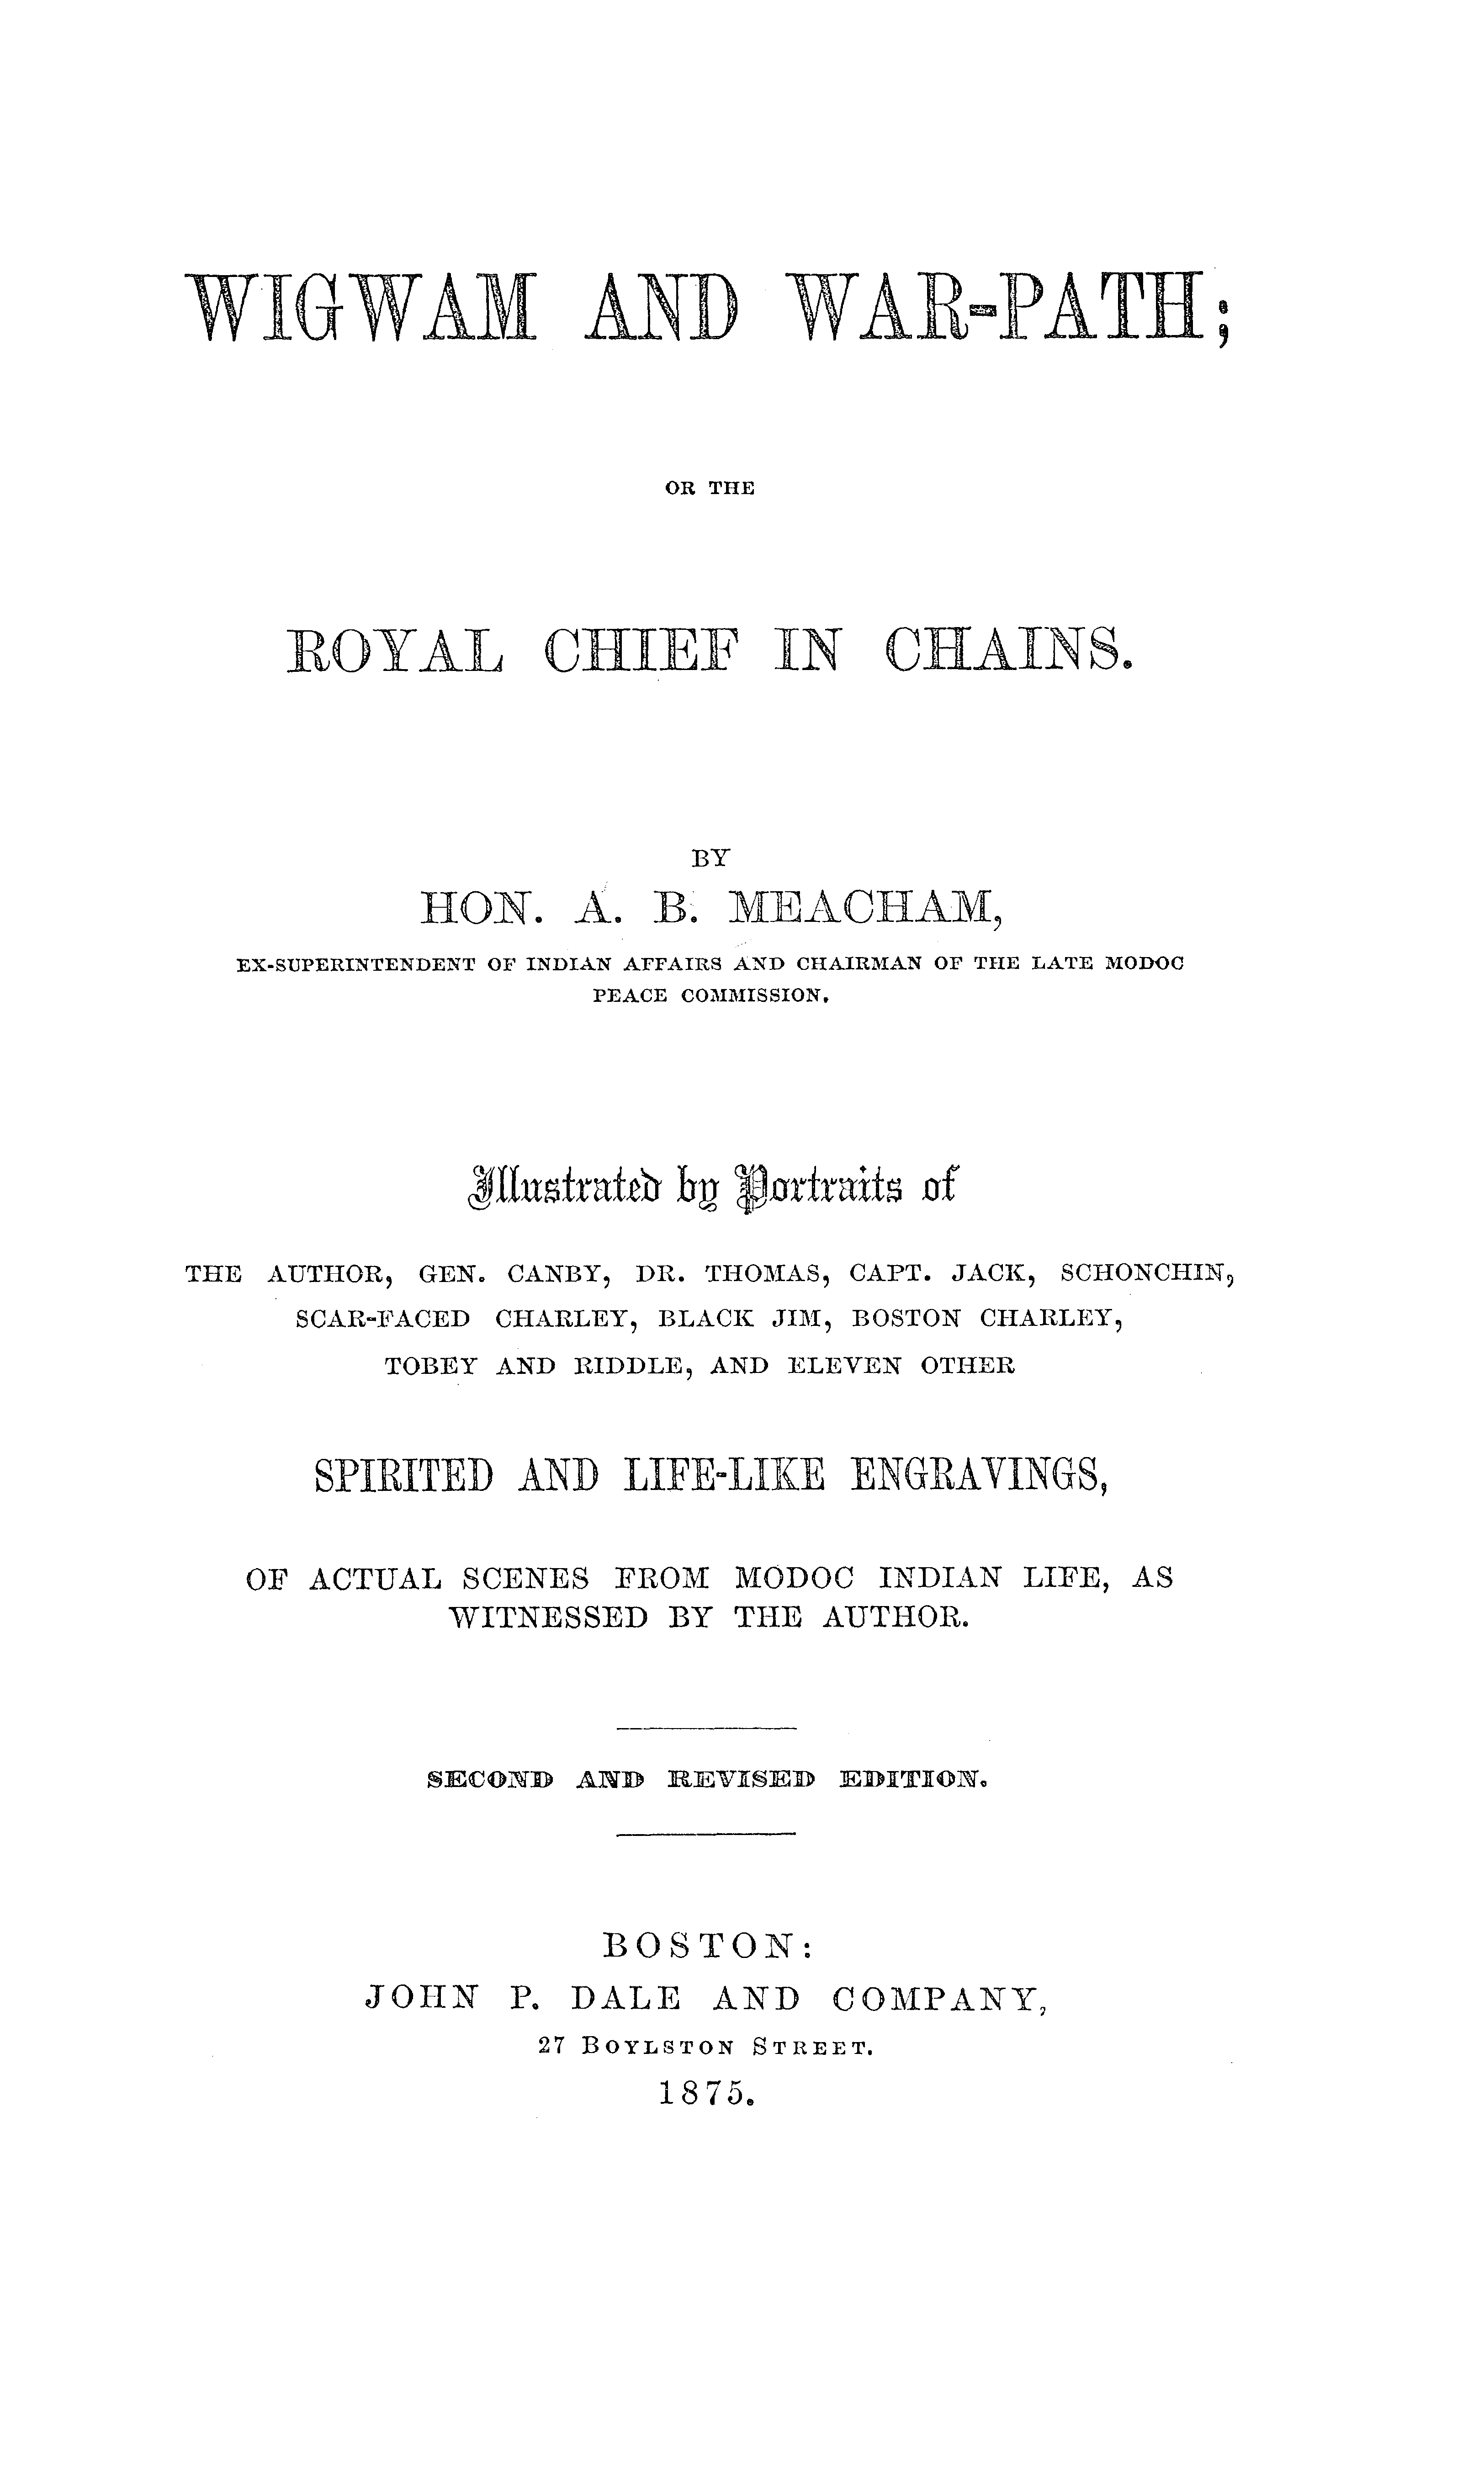 WIGWAM AND WAR-PATH;
OR THE
ROYAL CHIEF IN CHAINS.
BY
HON. A. B. MEACHAM,
EX-SUPERINTENDENT OF INDIAN AFFAIRS AND CHAIRMAN OF THE LATE MODOC
PEACE COMMISSION.
Illustrated by Portraits of
THE AUTHOR, GEN. CANBY, DR. THOMAS, CAPT. JACK, SCHONCHIN,
SCAR-FACED CHARLEY, BLACK JIM, BOSTON CHARLEY,
TOBEY AND RIDDLE, AND ELEVEN OTHER
SPIRITED AND LIFE-LIKE ENGRAVINGS,
OF ACTUAL SCENES FROM MODOC INDIAN LIFE, AS
WITNESSED BY THE AUTHOR.
SECOND AND REVISED EDITION.
BOSTON:
JOHN P. DALE AND COMPANY,
27 BOYLSTON STREET.
1875.